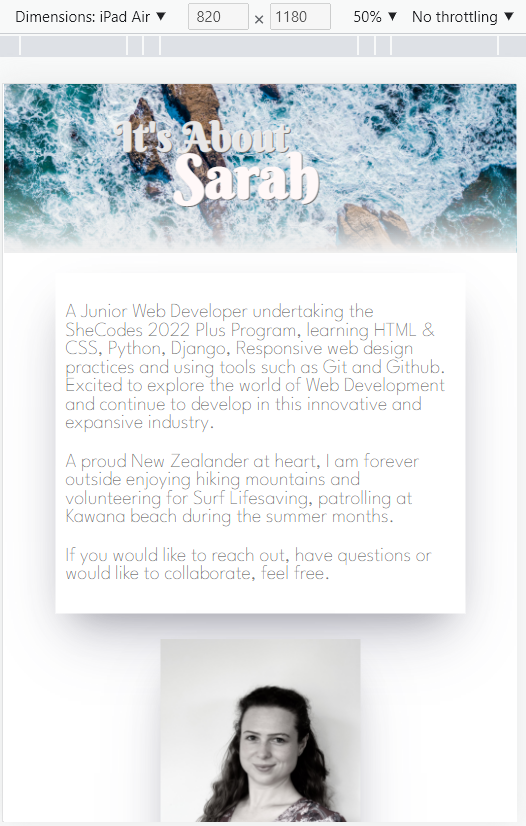 Dimensions: iPad Air ▼ 820 × 1180 50% ▼ No throttling ▼
It's About
Sarah
A Junior Web Developer undertaking the
SheCodes 2022 Plus Program, learning HTML &
CSS, Python, Django, Responsive web design
practices and using tools such as Git and Github.
Excited to explore the world of Web Development
and continue to develop in this innovative and
expansive industry.
A proud New Zealander at heart, I am forever
outside enjoying hiking mountains and
volunteering for Surf Lifesaving, patrolling at
Kawana beach during the summer months.
If you would like to reach out, have questions or
would like to collaborate, feel free.